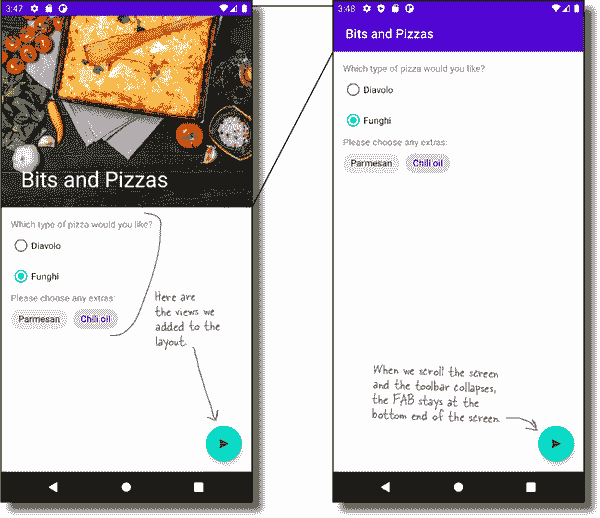 3:47
Bits and Pizzas
Which type of pizza would you like?
Diavolo
Funghi
Please choose any extras:
Parmesan Chili oil
Here are
the views we
added to the
layout.
3:48
Bits and Pizzas
Which type of pizza would you like?
Diavolo
Funghi
Please choose any extras:
Parmesan Chili oil
When we scroll the screen
and the toolbar collapses,
the FAB stays at the
bottom end of the screen.